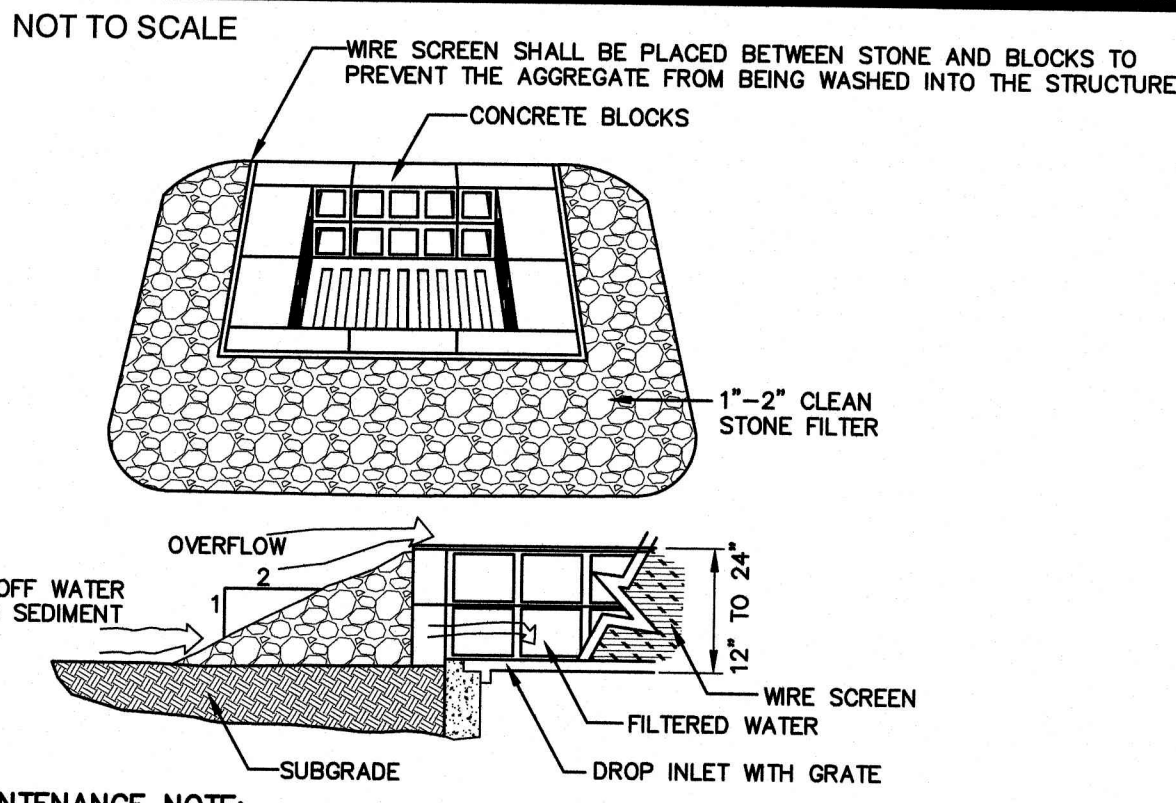 NOT TO SCALE
WIRE SCREEN SHALL BE PLACED BETWEEN STONE AND BLOCKS TO
PREVENT THE AGGREGATE FROM BEING WASHED INTO THE STRUCTURE
CONCRETE BLOCKS
1"-2" CLEAN
STONE FILTER
OVERFLOW
2
1
OFF WATER
SEDIMENT
12" TO 24"
WIRE SCREEN
FILTERED WATER
SUBGRADE
DROP INLET WITH GRATE
NTENANCE NOTE: